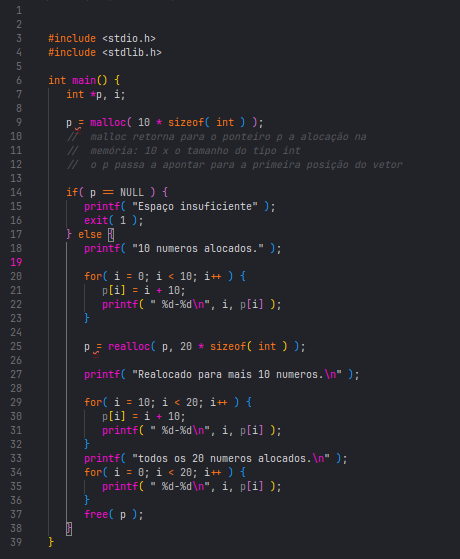 1
2
3 #include <stdio.h>
4 #include <stdlib.h>
5
6 int main() {
7 int *p, i;
8
9 p = malloc( 10 * sizeof( int ) );
10 // malloc retorna para o ponteiro p a alocação na
11 // memória: 10 x o tamanho do tipo int
12 // o p passa a apontar para a primeira posição do vetor
13
14 if( p == NULL ) {
15 printf( "Espaço insuficiente" );
16 exit( 1 );
17 } else {
18 printf( "10 numeros alocados." );
19
20 for( i = 0; i < 10; i++ ) {
21 p[i] = i + 10;
22 printf( " %d-%d\n", i, p[i] );
23 }
24
25 p = realloc( p, 20 * sizeof( int ) );
26
27 printf( "Realocado para mais 10 numeros.\n" );
28
29 for( i = 10; i < 20; i++ ) {
30 p[i] = i + 10;
31 printf( " %d-%d\n", i, p[i] );
32 }
33 printf( "todos os 20 numeros alocados.\n" );
34 for( i = 0; i < 20; i++ ) {
35 printf( " %d-%d\n", i, p[i] );
36 }
37 free( p );
38 }
39 }